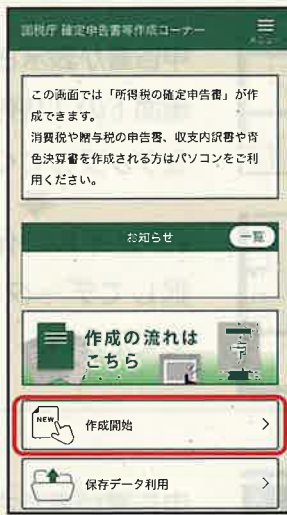 国税庁 確定申告書等作成コーナー
メニュー
この画面では「所得税の確定申告書」が作
成できます。
消費税や贈与税の申告書、収支内訳書や青
色決算書を作成される方はパソコンをご利
用ください。
お知らせ
一覧
作成の流れは
こちら
NEW
作成開始
保存データ利用